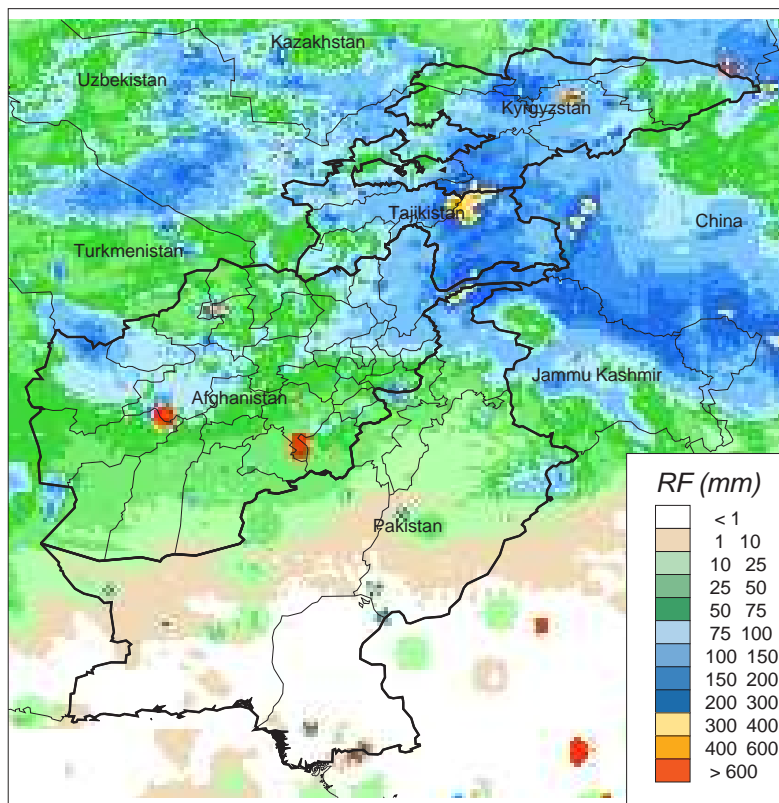 Kazakhstan
Uzbekistan
Kyrgyzstan
Tajikistan
China
Turkmenistan
Jammu Kashmir
Afghanistan
Pakistan
RF (mm)
< 1
1 10
10 25
25 50
50 75
75 100
100 150
150 200
200 300
300 400
400 600
> 600